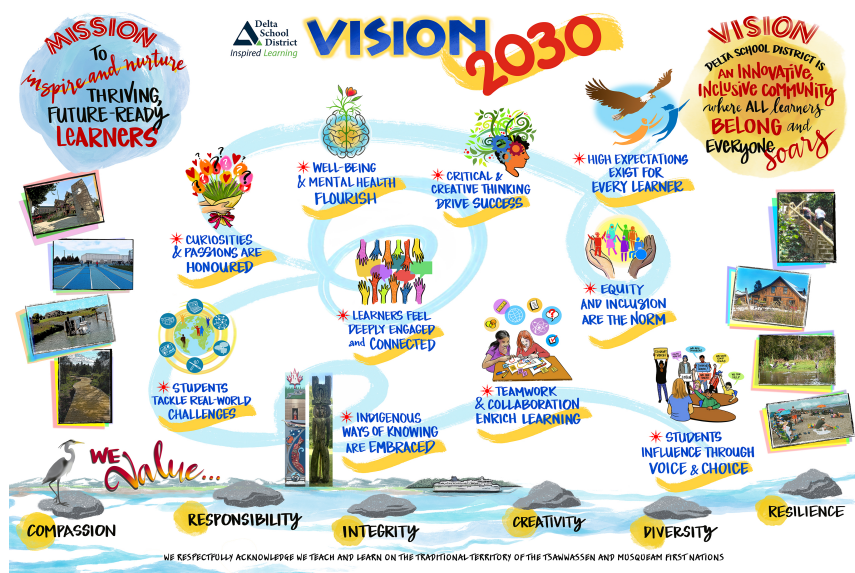 MISSION
To
inspire and nurture
THRIVING,
FUTURE-READY
LEARNERS
Delta
School
District
Inspired Learning
VISION
2030
VISION
DELTA SCHOOL DISTRICT IS
AN INNOVATIVE,
INCLUSIVE COMMUNITY
where ALL learners
BELONG and
EVERYONE
soars
WELL-BEING
& MENTAL HEALTH
FLOURISH
CRITICAL &
CREATIVE THINKING
DRIVE SUCCESS
HIGH EXPECTATIONS
EXIST FOR
EVERY LEARNER
CURIOSITIES
& PASSIONS ARE
HONOURED
LEARNERS FEEL
DEEPLY ENGAGED
and CONNECTED
EQUITY
AND INCLUSION
ARE THE NORM
STUDENTS
TACKLE REAL-WORLD
CHALLENGES
INDIGENOUS
WAYS OF KNOWING
ARE EMBRACED
TEAMWORK
& COLLABORATION
ENRICH LEARNING
STUDENTS
INFLUENCE THROUGH
VOICE & CHOICE
WE
Value...
COMPASSION
RESPONSIBILITY
INTEGRITY
CREATIVITY
DIVERSITY
RESILIENCE
WE RESPECTFULLY ACKNOWLEDGE WE TEACH AND LEARN ON THE TRADITIONAL TERRITORY OF THE TSAWWASSEN AND MUSQUEAM FIRST NATIONS